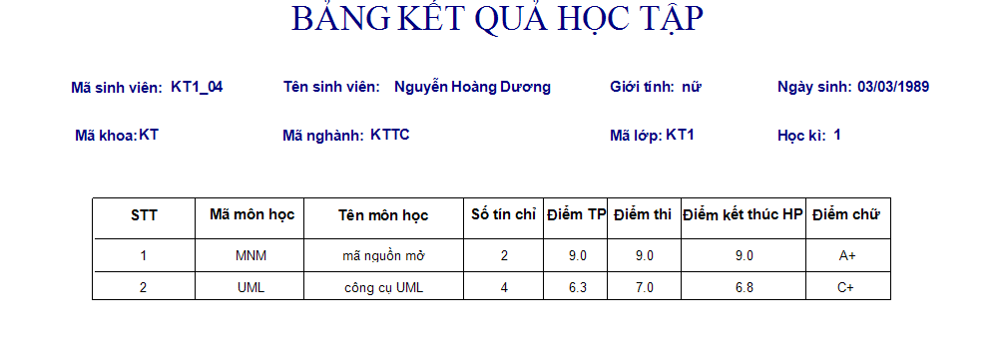 BẢNG KẾT QUẢ HỌC TẬP
Mã sinh viên: KT1_04 Tên sinh viên: Nguyễn Hoàng Dương Giới tính: nữ Ngày sinh: 03/03/1989
Mã khoa: KT Mã nghành: KTTC Mã lớp: KT1 Học kì: 1
STT Mã môn học Tên môn học Số tín chỉ Điểm TP Điểm thi Điểm kết thúc HP Điểm chữ
1 MNM mã nguồn mở 2 9.0 9.0 9.0 A+
2 UML công cụ UML 4 6.3 7.0 6.8 C+